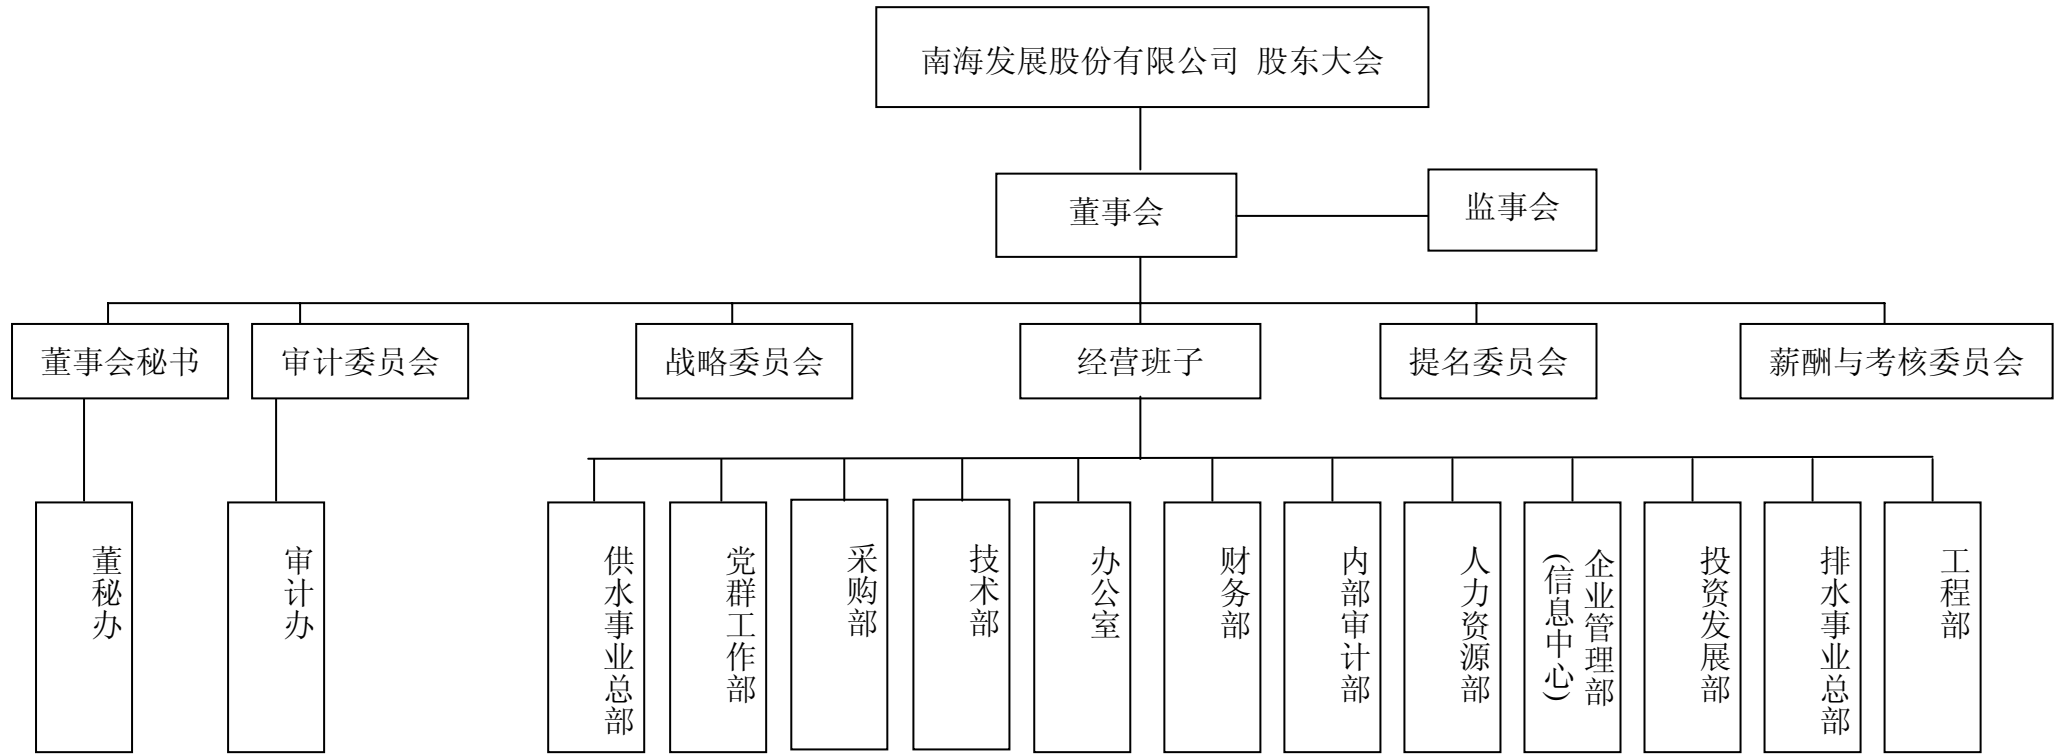 南海发展股份有限公司 股东大会
董事会
监事会
董事会秘书
审计委员会
战略委员会
经营班子
提名委员会
薪酬与考核委员会
董秘办
审计办
供水事业总部
党群工作部
采购部
技术部
办公室
财务部
内部审计部
人力资源部
企业管理部
(信息中心)
投资发展部
排水事业总部
工程部